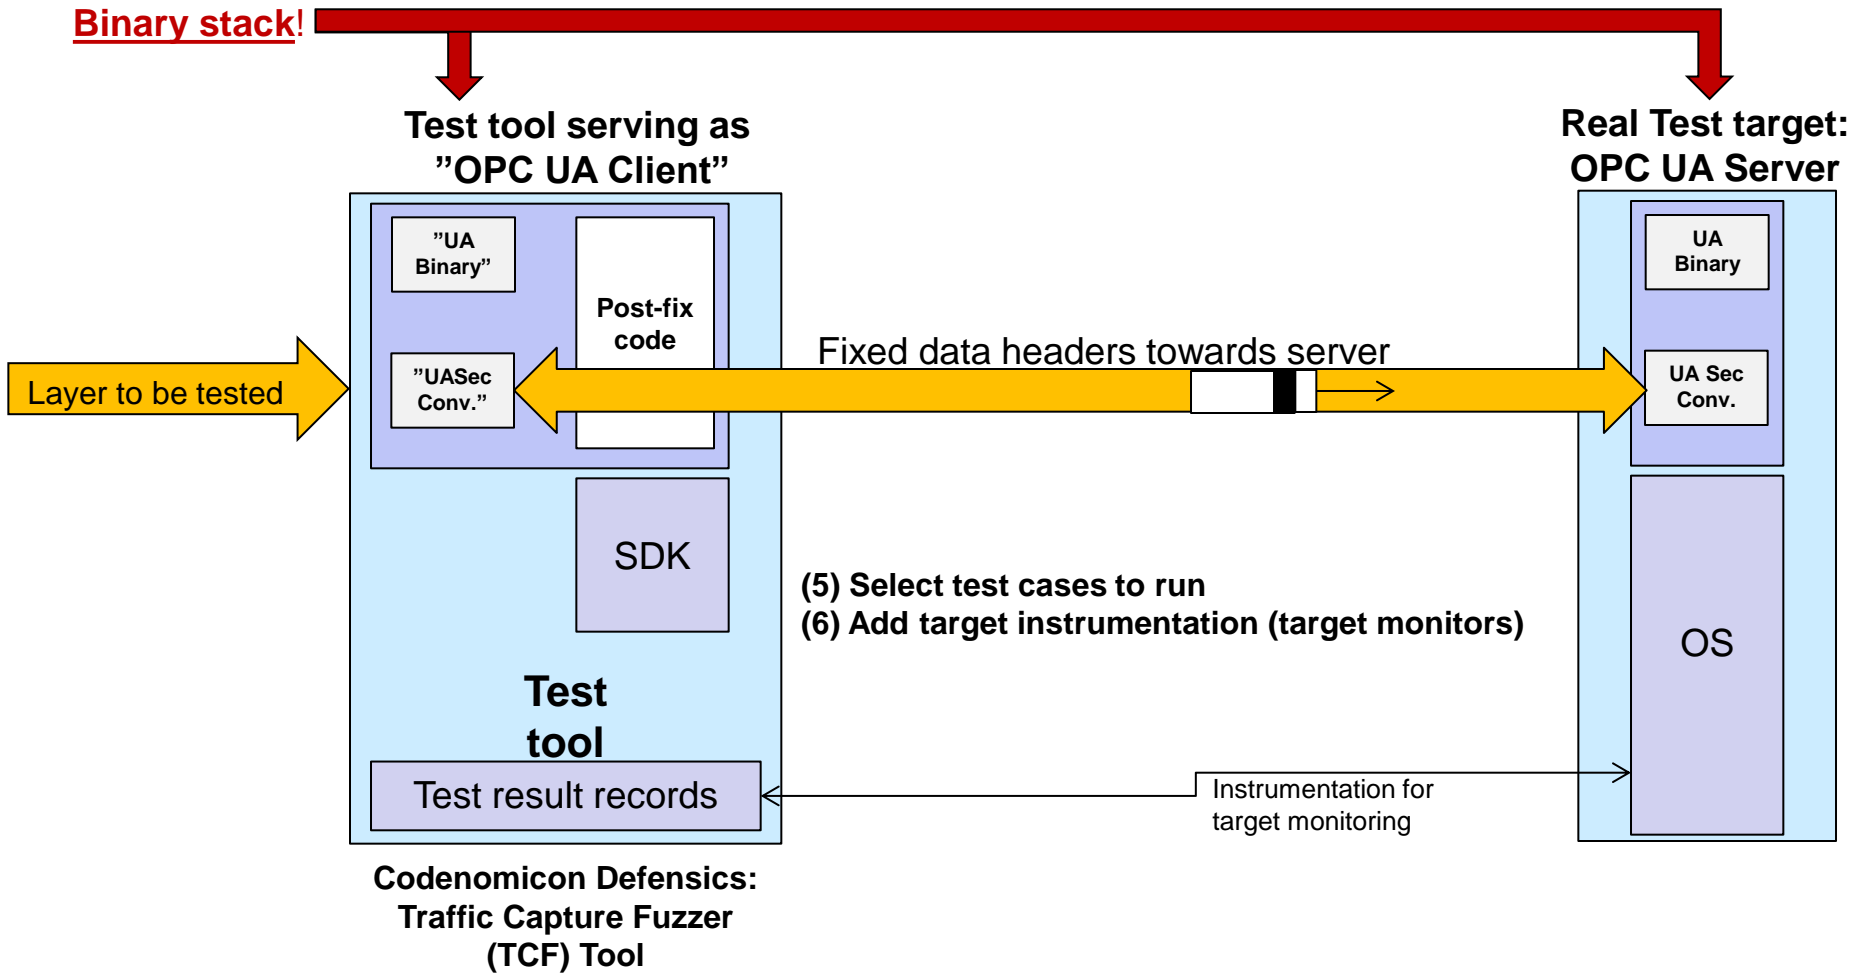 Binary stack!
Test tool serving as
”OPC UA Client”
Real Test target:
OPC UA Server
”UA
Binary”
Post-fix
code
”UASec
Conv.”
Layer to be tested
Fixed data headers towards server
UA
Binary
UA Sec
Conv.
SDK
(5) Select test cases to run
(6) Add target instrumentation (target monitors)
OS
Test
tool
Test result records
Instrumentation for
target monitoring
Codenomicon Defensics:
Traffic Capture Fuzzer
(TCF) Tool